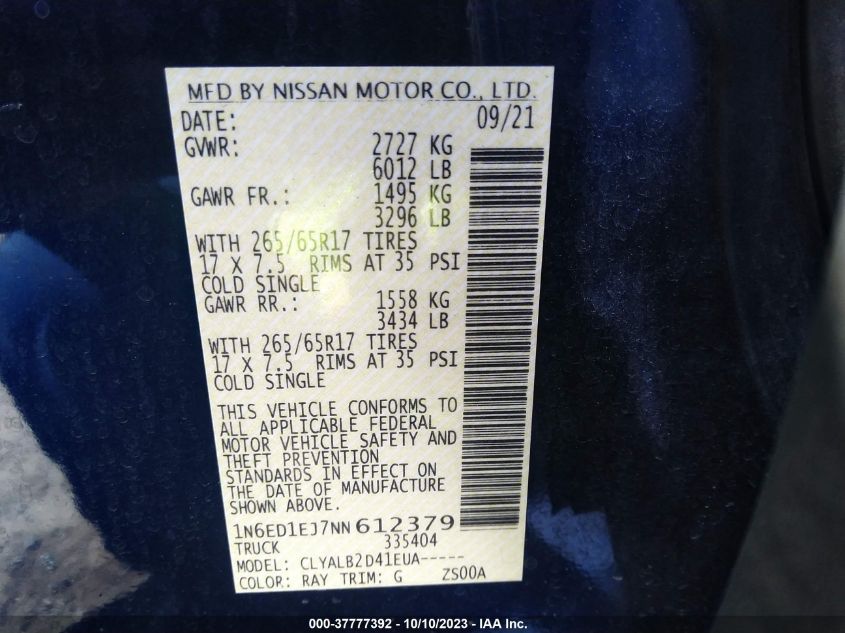 MFD BY NISSAN MOTOR CO., LTD.
DATE: 09/21
GVWR: 2727 KG
6012 LB
GAWR FR.: 1495 KG
3296 LB
WITH 265/65R17 TIRES
17 X 7.5 RIMS AT 35 PSI
COLD SINGLE
GAWR RR.: 1558 KG
3434 LB
WITH 265/65R17 TIRES
17 X 7.5 RIMS AT 35 PSI
COLD SINGLE
THIS VEHICLE CONFORMS TO
ALL APPLICABLE FEDERAL
MOTOR VEHICLE SAFETY AND
THEFT PREVENTION
STANDARDS IN EFFECT ON
THE DATE OF MANUFACTURE
SHOWN ABOVE.
1N6ED1EJ7NN612379
TRUCK 335404
MODEL: CLYALB2D41EUA-----
COLOR: RAY TRIM: G ZS00A
000-37777392 - 10/10/2023 - IAA Inc.